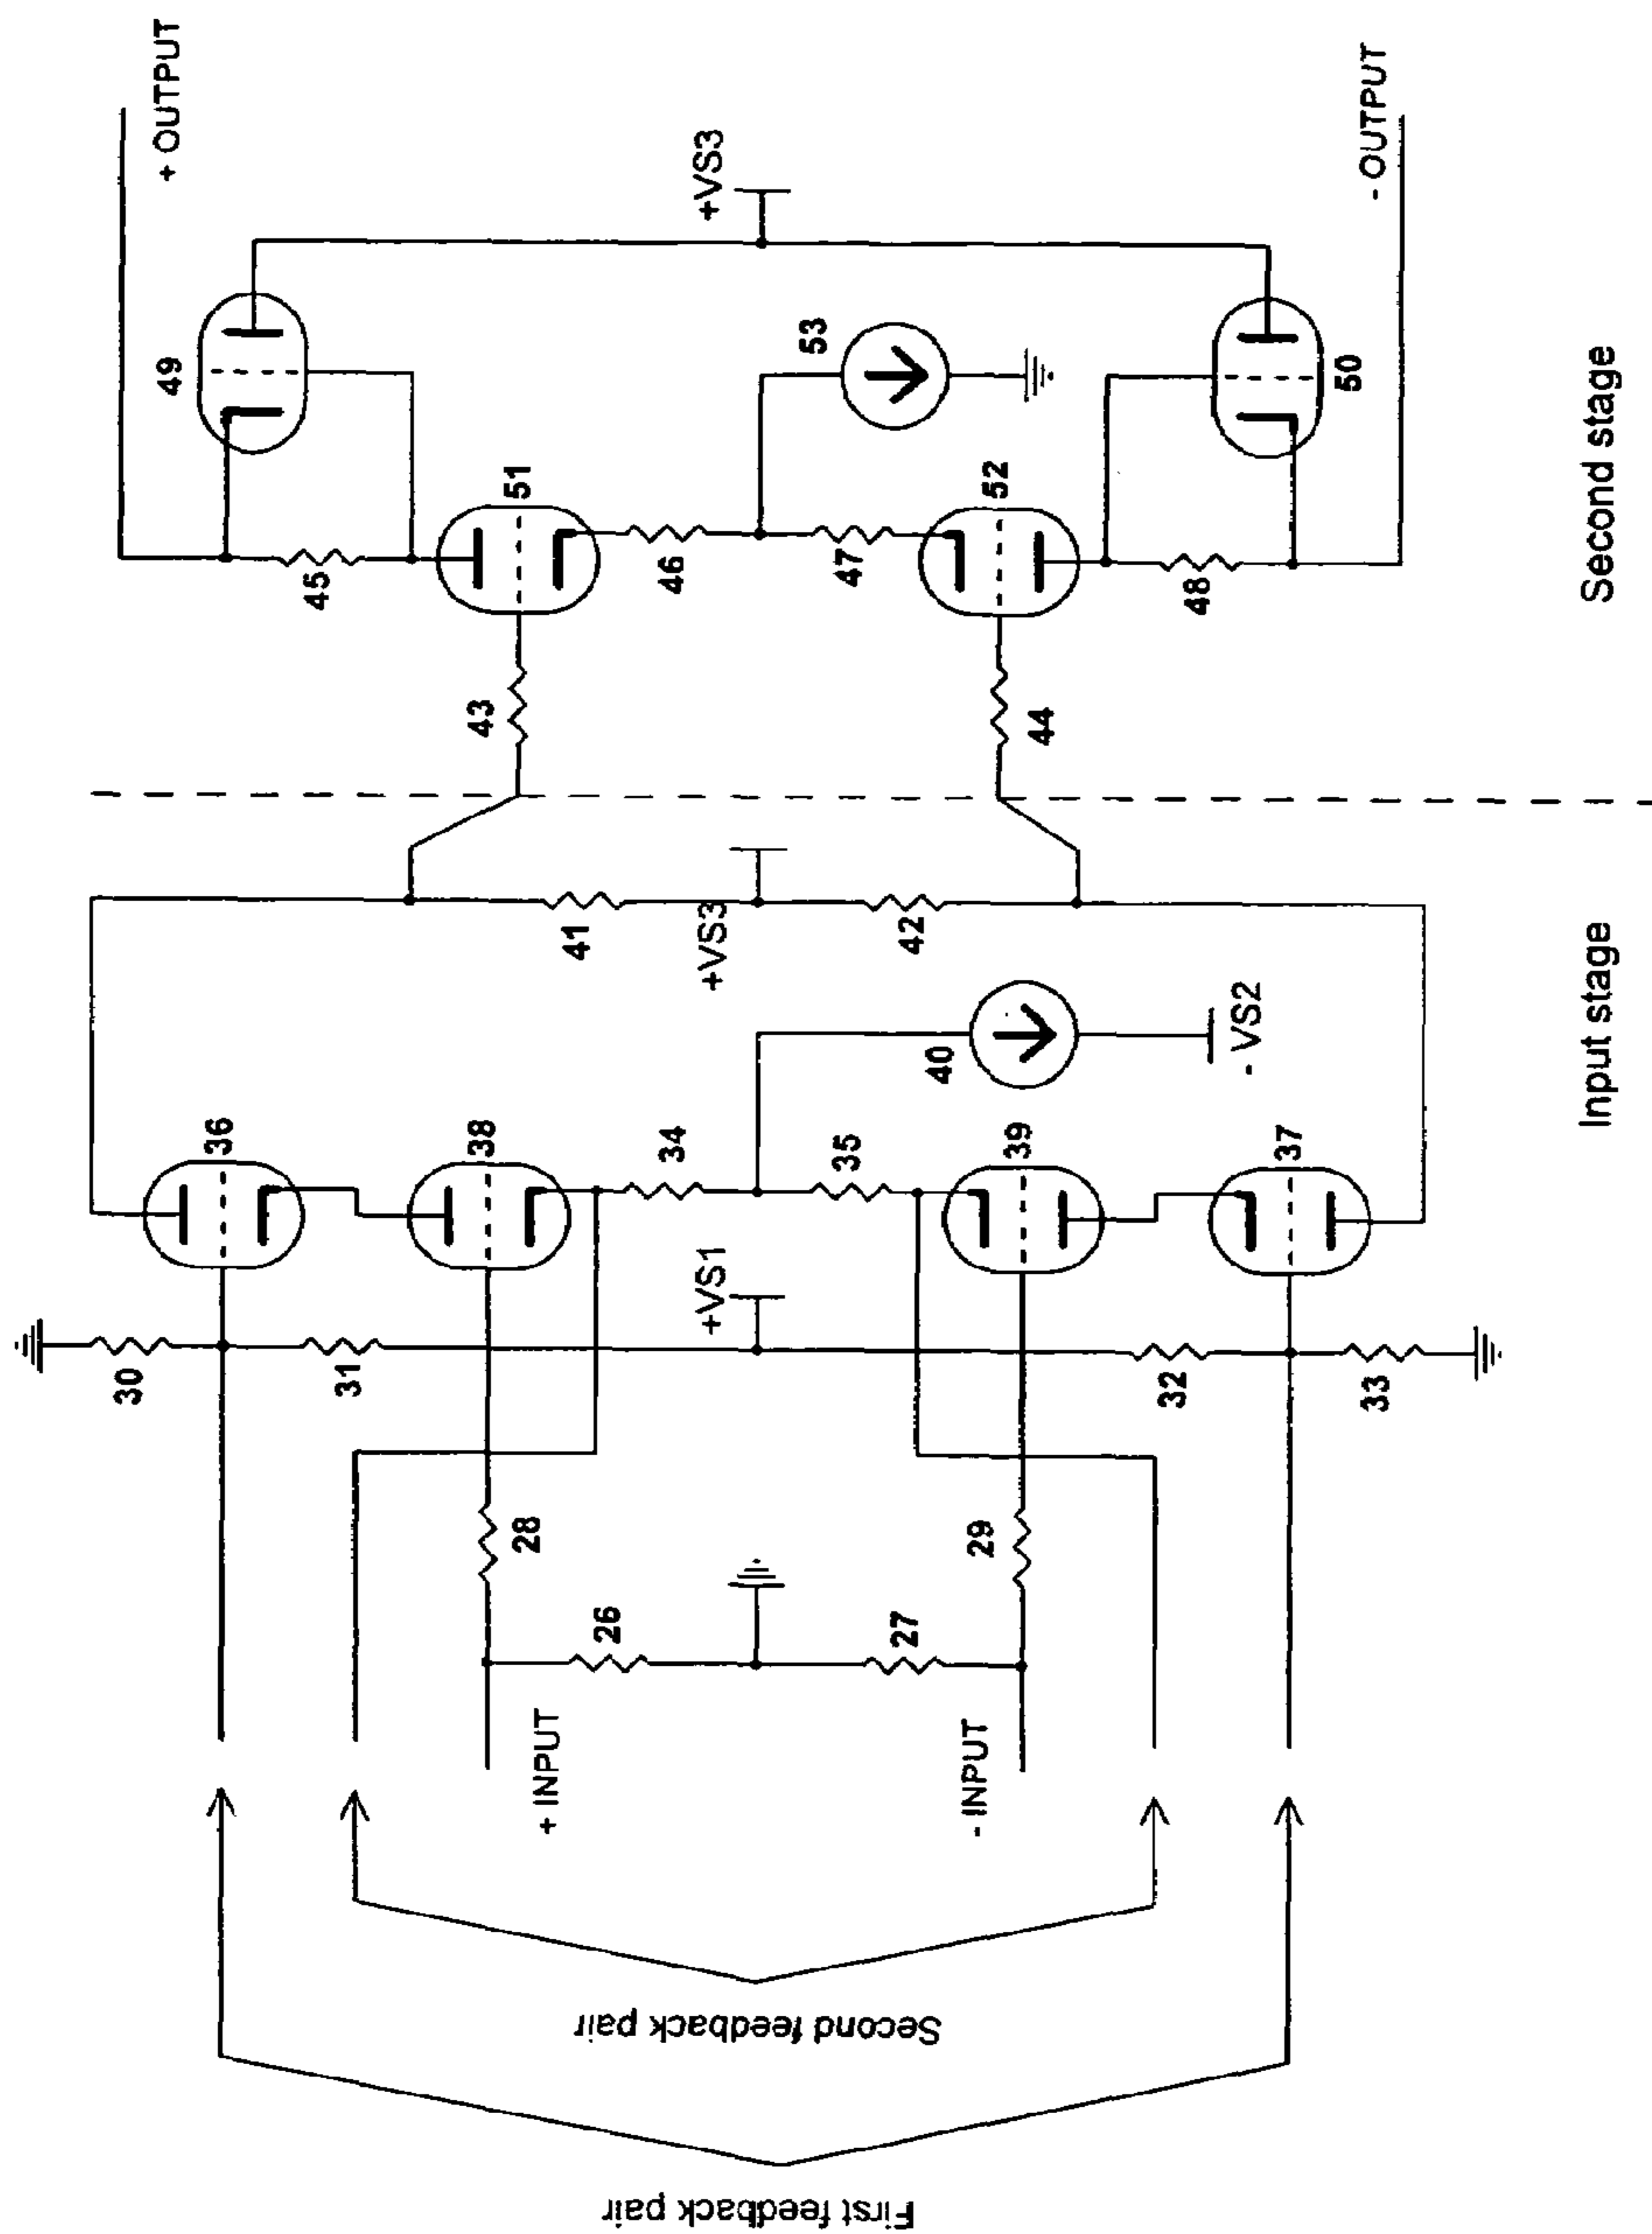 + OUTPUT
- OUTPUT
+VS3
49
53
50
51
52
45
46
47
48
43
44
Second stage
41
+VS3
42
40
- VS2
Input stage
36
38
34
35
39
37
+VS1
30
31
32
33
28
29
26
27
+ INPUT
- INPUT
Second feedback pair
First feedback pair